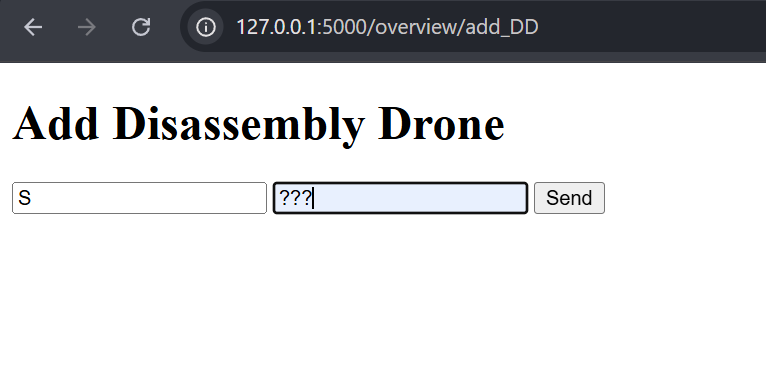 127.0.0.1:5000/overview/add_DD
Add Disassembly Drone
S ??? Send